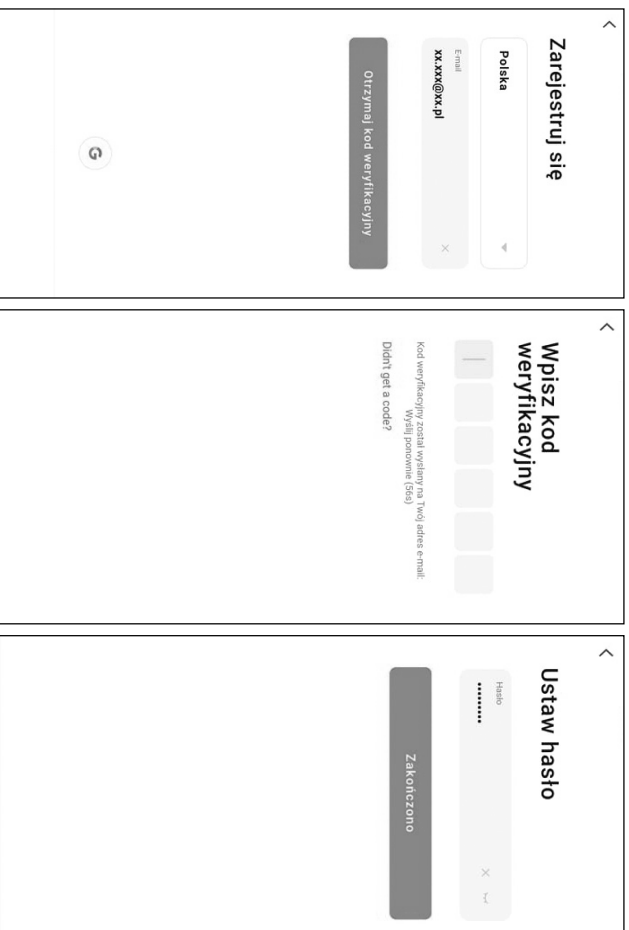 Zarejestruj się
Polska
E-mail
xx.xxx@xx.pl
Otrzymaj kod weryfikacyjny
G
Wpisz kod
weryfikacyjny
Kod weryfikacyjny został wysłany na Twój adres e-mail:
Wyślij ponownie (56s)
Didn't get a code?
Ustaw hasło
Hasło
Zakończono